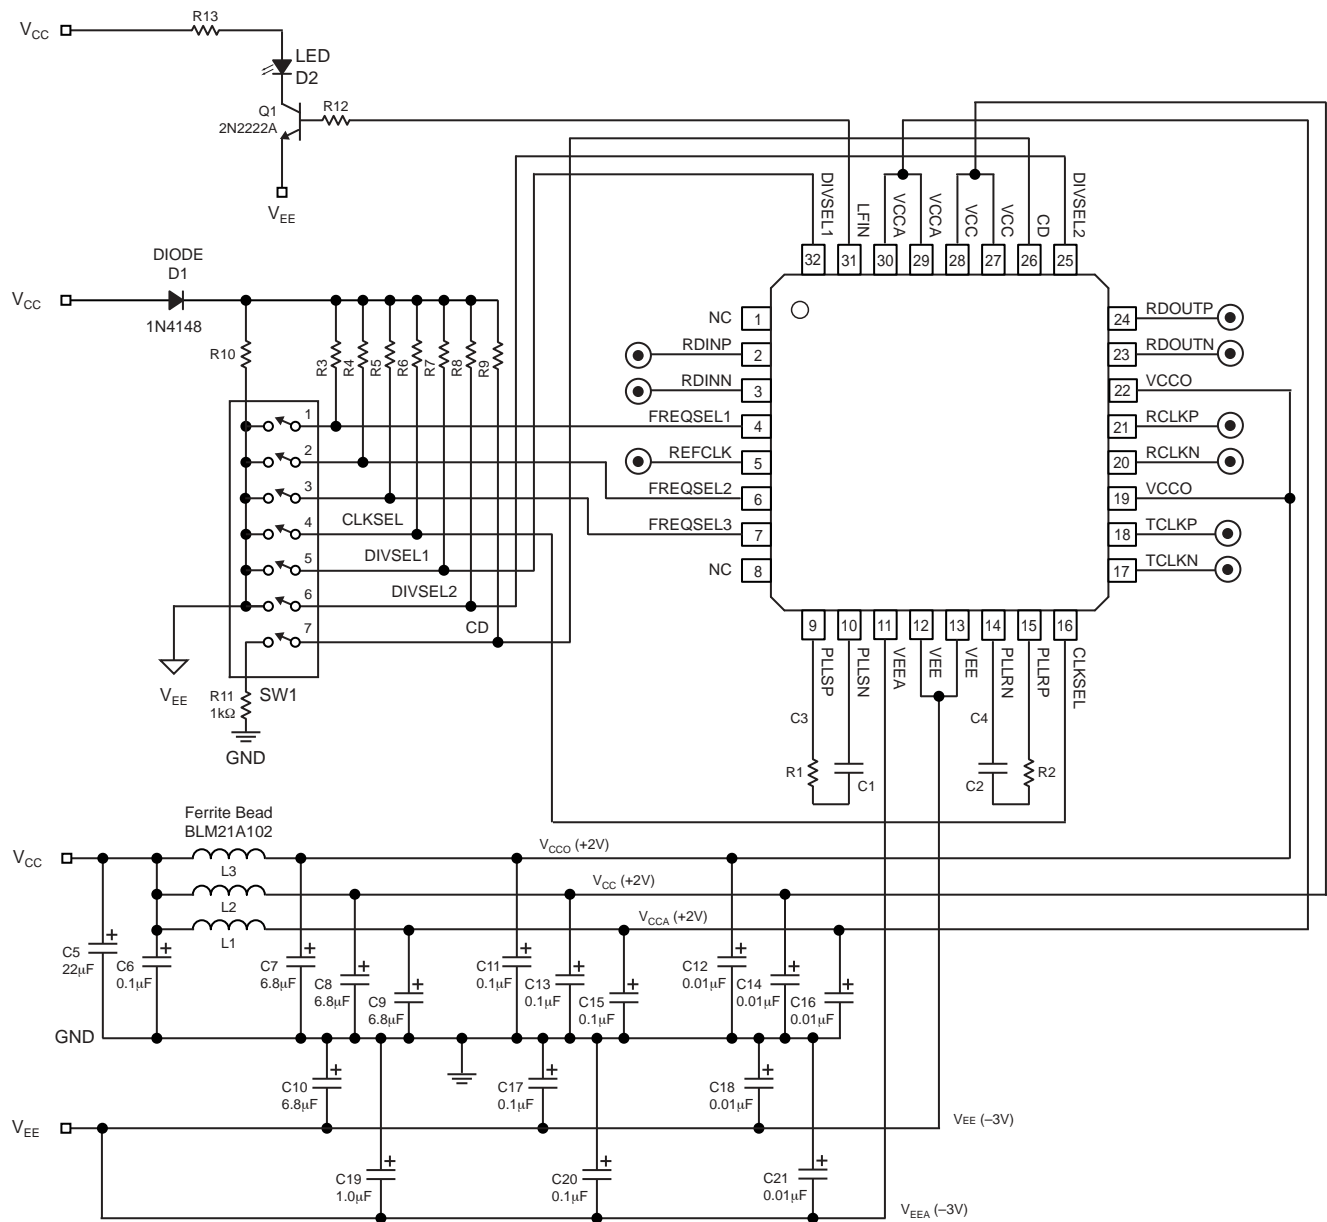 R13
VCC
LED
D2
Q1
2N2222A
R12
VEE
DIODE
D1
VCC
1N4148
R10
R3
R4
R5
R6
R7
R8
R9
1
2
3
4
5
6
7
CLKSEL
DIVSEL1
DIVSEL2
CD
VEE
SW1
R11
1kΩ
GND
DIVSEL1
LFIN
VCCA
VCCA
VCC
VCC
CD
DIVSEL2
32
31
30
29
28
27
26
25
NC
1
RDINP
2
RDINN
3
FREQSEL1
4
REFCLK
5
FREQSEL2
6
FREQSEL3
7
NC
8
24
RDOUTP
23
RDOUTN
22
VCCO
21
RCLKP
20
RCLKN
19
VCCO
18
TCLKP
17
TCLKN
9
10
11
12
13
14
15
16
PLLSP
PLLSN
VEEA
VEE
VEE
PLLRN
PLLRP
CLKSEL
C3
C4
R1
C1
C2
R2
Ferrite Bead
BLM21A102
VCC
L3
L2
L1
VCCO (+2V)
VCC (+2V)
VCCA (+2V)
C5
22µF
+
C6
0.1µF
+
C7
6.8µF
+
C8
6.8µF
+
C9
6.8µF
+
C11
0.1µF
+
C13
0.1µF
+
C15
0.1µF
+
C12
0.01µF
+
C14
0.01µF
+
C16
0.01µF
+
GND
C10
6.8µF
+
C17
0.1µF
+
C18
0.01µF
+
VEE
VEE (–3V)
C19
1.0µF
+
C20
0.1µF
+
C21
0.01µF
+
VEEA (–3V)